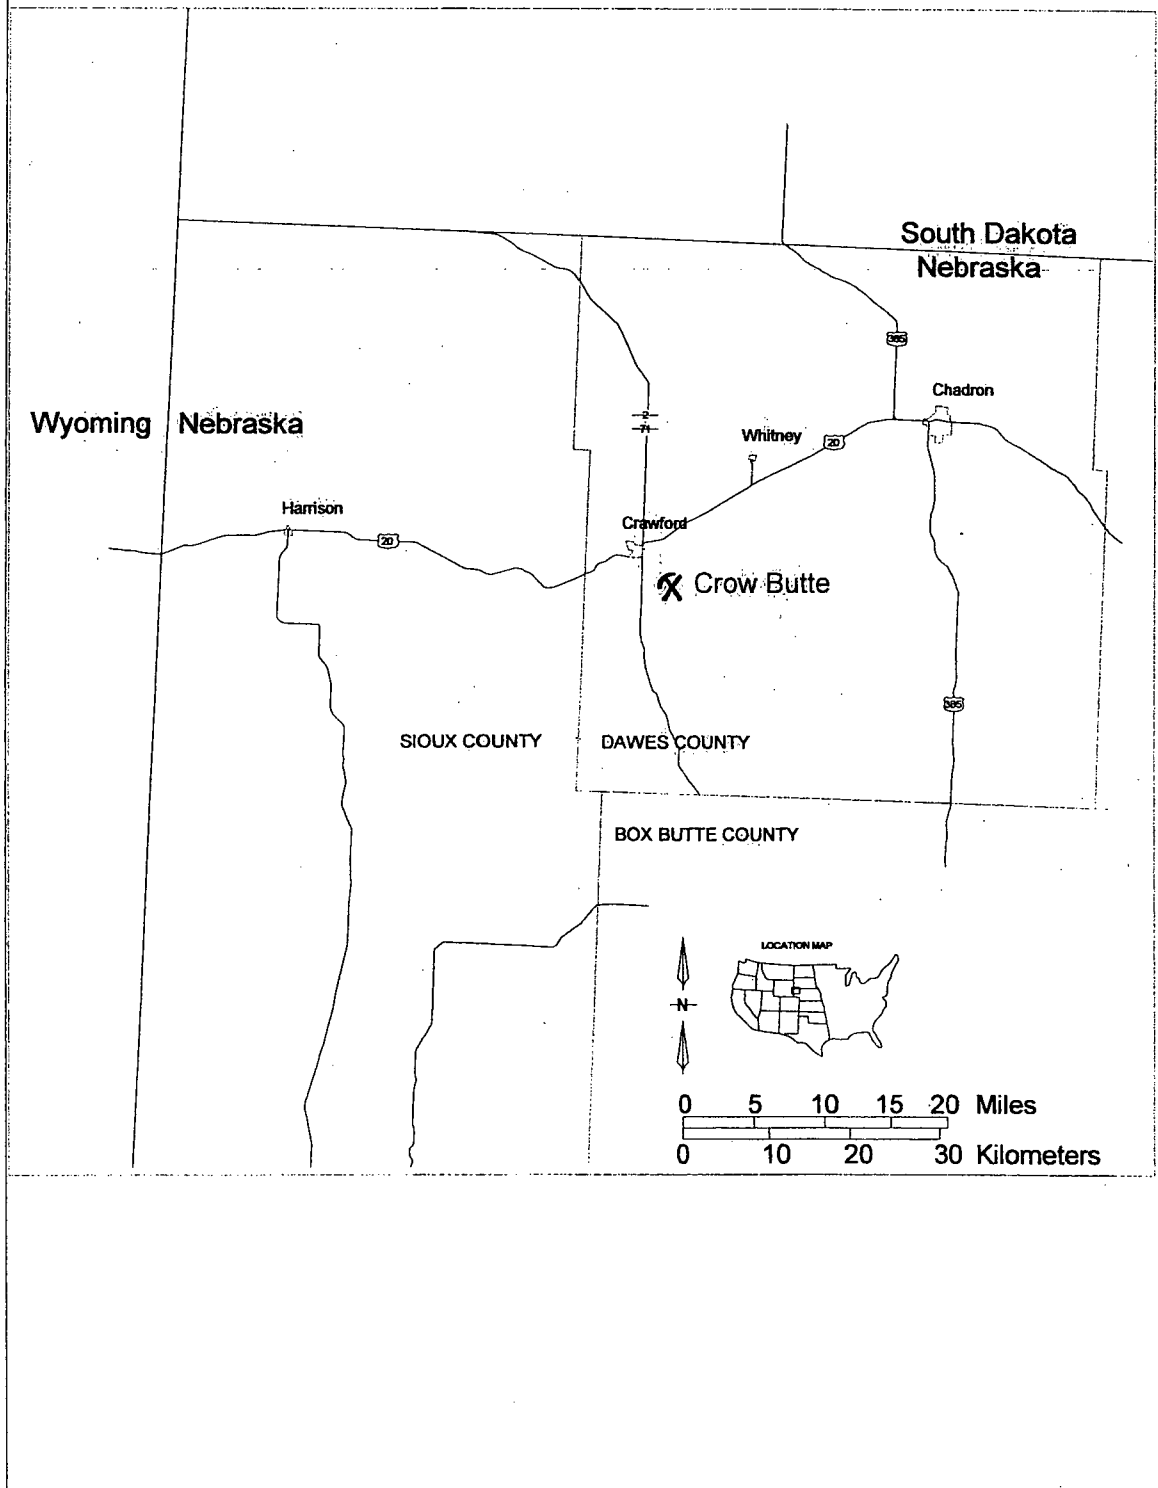 South Dakota
Nebraska
385
Chadron
2
71
Wyoming Nebraska
Whitney
20
Harrison
Crawford
20
Crow Butte
385
SIOUX COUNTY
DAWES COUNTY
BOX BUTTE COUNTY
LOCATION MAP
N
0 5 10 15 20 Miles
0 10 20 30 Kilometers